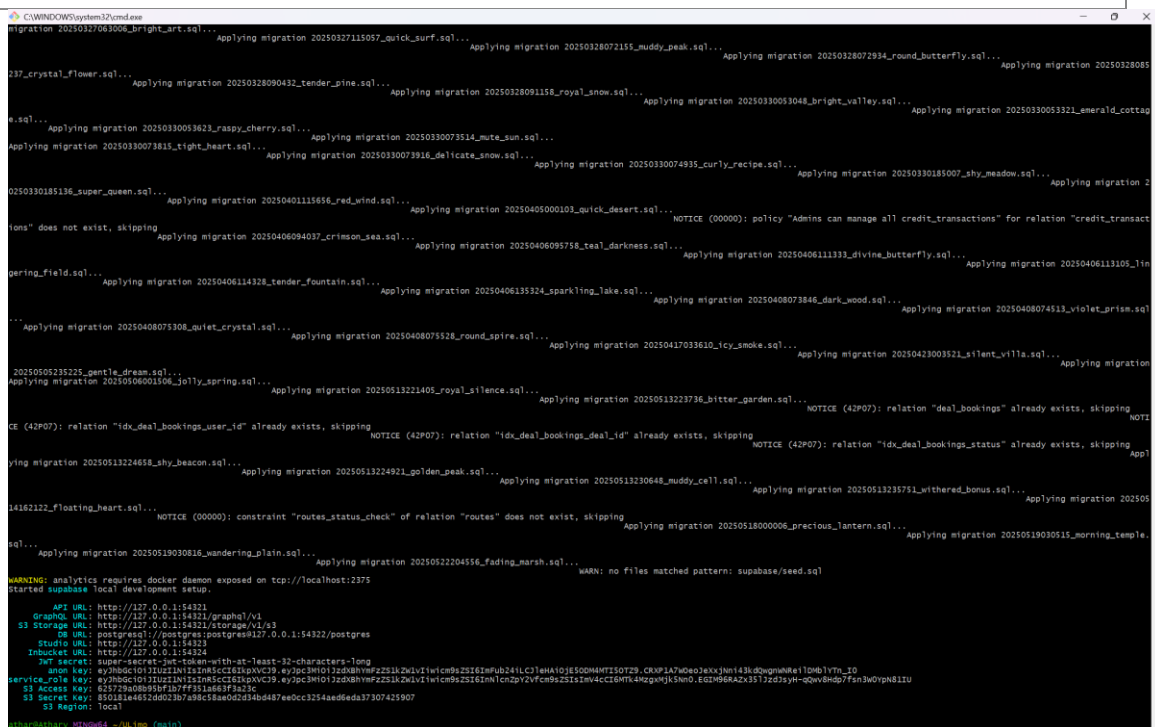 C:\WINDOWS\system32\cmd.exe
migration 20250327063006_bright_art.sql...
Applying migration 20250327115057_quick_surf.sql...
Applying migration 20250328072155_muddy_peak.sql...
Applying migration 20250328072934_round_butterfly.sql...
Applying migration 20250328085
237_crystal_flower.sql...
Applying migration 20250328090432_tender_pine.sql...
Applying migration 20250328091158_royal_snow.sql...
Applying migration 20250330053048_bright_valley.sql...
Applying migration 20250330053321_emerald_cottag
e.sql...
Applying migration 20250330053623_raspy_cherry.sql...
Applying migration 20250330073514_mute_sun.sql...
Applying migration 20250330073815_tight_heart.sql...
Applying migration 20250330073916_delicate_snow.sql...
Applying migration 20250330074935_curly_recipe.sql...
Applying migration 20250330185007_shy_meadow.sql...
Applying migration 2
0250330185136_super_queen.sql...
Applying migration 20250401115656_red_wind.sql...
Applying migration 20250405000103_quick_desert.sql...
NOTICE (00000): policy "Admins can manage all credit_transactions" for relation "credit_transact
ions" does not exist, skipping
Applying migration 20250406094037_crimson_sea.sql...
Applying migration 20250406095758_teal_darkness.sql...
Applying migration 20250406111333_divine_butterfly.sql...
Applying migration 20250406113105_lin
gering_field.sql...
Applying migration 20250406114328_tender_fountain.sql...
Applying migration 20250406135324_sparkling_lake.sql...
Applying migration 20250408073846_dark_wood.sql...
Applying migration 20250408074513_violet_prism.sql
...
Applying migration 20250408075308_quiet_crystal.sql...
Applying migration 20250408075528_round_spire.sql...
Applying migration 20250417033610_icy_smoke.sql...
Applying migration 20250423003521_silent_villa.sql...
Applying migration
20250505235225_gentle_dream.sql...
Applying migration 20250506001506_jolly_spring.sql...
Applying migration 20250513221405_royal_silence.sql...
Applying migration 20250513223736_bitter_garden.sql...
NOTICE (42P07): relation "deal_bookings" already exists, skipping
NOTI
CE (42P07): relation "idx_deal_bookings_user_id" already exists, skipping
NOTICE (42P07): relation "idx_deal_bookings_deal_id" already exists, skipping
NOTICE (42P07): relation "idx_deal_bookings_status" already exists, skipping
Appl
ying migration 20250513224658_shy_beacon.sql...
Applying migration 20250513224921_golden_peak.sql...
Applying migration 20250513230648_muddy_cell.sql...
Applying migration 20250513235751_withered_bonus.sql...
Applying migration 202505
14162122_floating_heart.sql...
NOTICE (00000): constraint "routes_status_check" of relation "routes" does not exist, skipping
Applying migration 20250518000006_precious_lantern.sql...
Applying migration 20250519030515_morning_temple.
sql...
Applying migration 20250519030816_wandering_plain.sql...
Applying migration 20250522204556_fading_marsh.sql...
WARN: no files matched pattern: supabase/seed.sql
WARNING: analytics requires docker daemon exposed on tcp://localhost:2375
Started supabase local development setup.
API URL: http://127.0.0.1:54321
GraphQL URL: http://127.0.0.1:54321/graphql/v1
S3 Storage URL: http://127.0.0.1:54321/storage/v1/s3
DB URL: postgresql://postgres:postgres@127.0.0.1:54322/postgres
Studio URL: http://127.0.0.1:54323
Inbucket URL: http://127.0.0.1:54324
JWT secret: super-secret-jwt-token-with-at-least-32-characters-long
anon key:
service_role key:
S3 Access Key: 625729a08b95bf1b7ff351a663f3a23c
S3 Secret Key: 850181e4652dd023b7a98c58ae0d2d34bd487ee0cc3254aed6eda37307425907
S3 Region: local
athar@Atharv MINGW64 ~/ULimo (main)